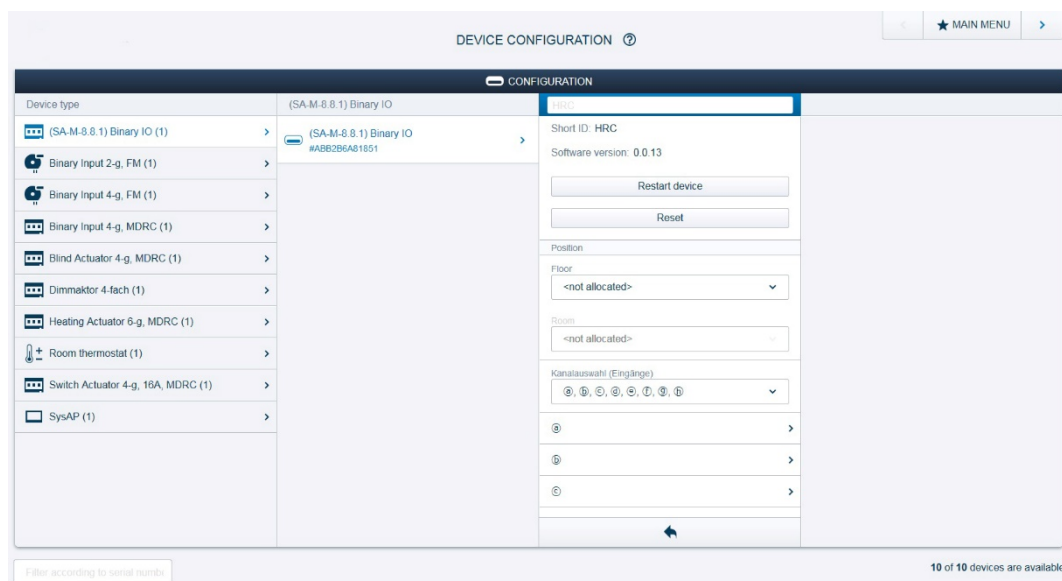 ★ MAIN MENU
DEVICE CONFIGURATION ?
CONFIGURATION
Device type
(SA-M-8.8.1) Binary IO (1)
Binary Input 2-g, FM (1)
Binary Input 4-g, FM (1)
Binary Input 4-g, MDRC (1)
Blind Actuator 4-g, MDRC (1)
Dimmaktor 4-fach (1)
Heating Actuator 6-g, MDRC (1)
Room thermostat (1)
Switch Actuator 4-g, 16A, MDRC (1)
SysAP (1)
(SA-M-8.8.1) Binary IO
(SA-M-8.8.1) Binary IO
#ABB2B6A81851
HRC
Short ID: HRC
Software version: 0.0.13
Restart device
Reset
Position
Floor
<not allocated>
Room
<not allocated>
Kanalauswahl (Eingänge)
ⓐ, ⓑ, ⓒ, ⓓ, ⓔ, ⓕ, ⓖ, ⓗ
ⓐ
ⓑ
ⓒ
Filter according to serial numbe
10 of 10 devices are available